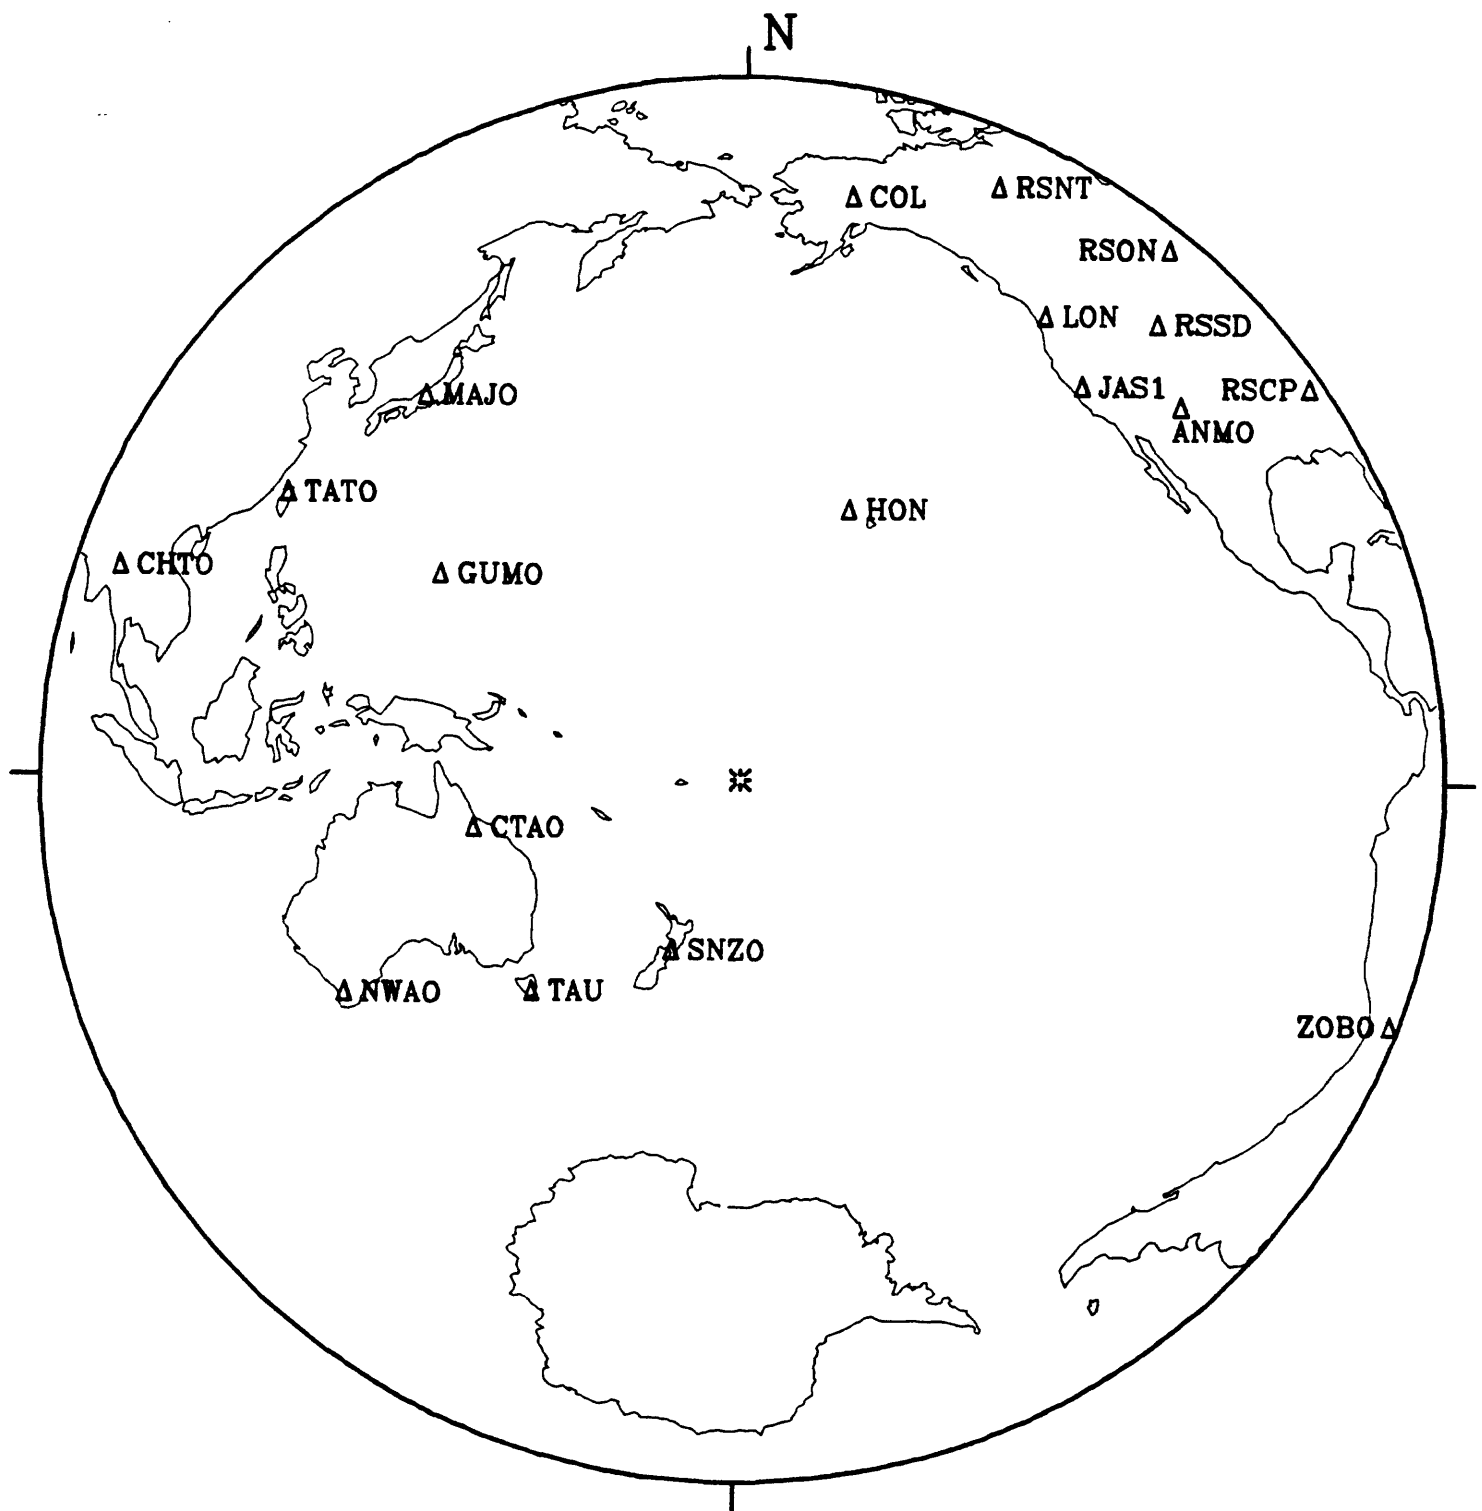 N
COL
RSNT
RSON
LON
RSSD
MAJO
JAS1
RSCP
ANMO
TATO
HON
CHTO
GUMO
CTAO
SNZO
NWAO
TAU
ZOBO